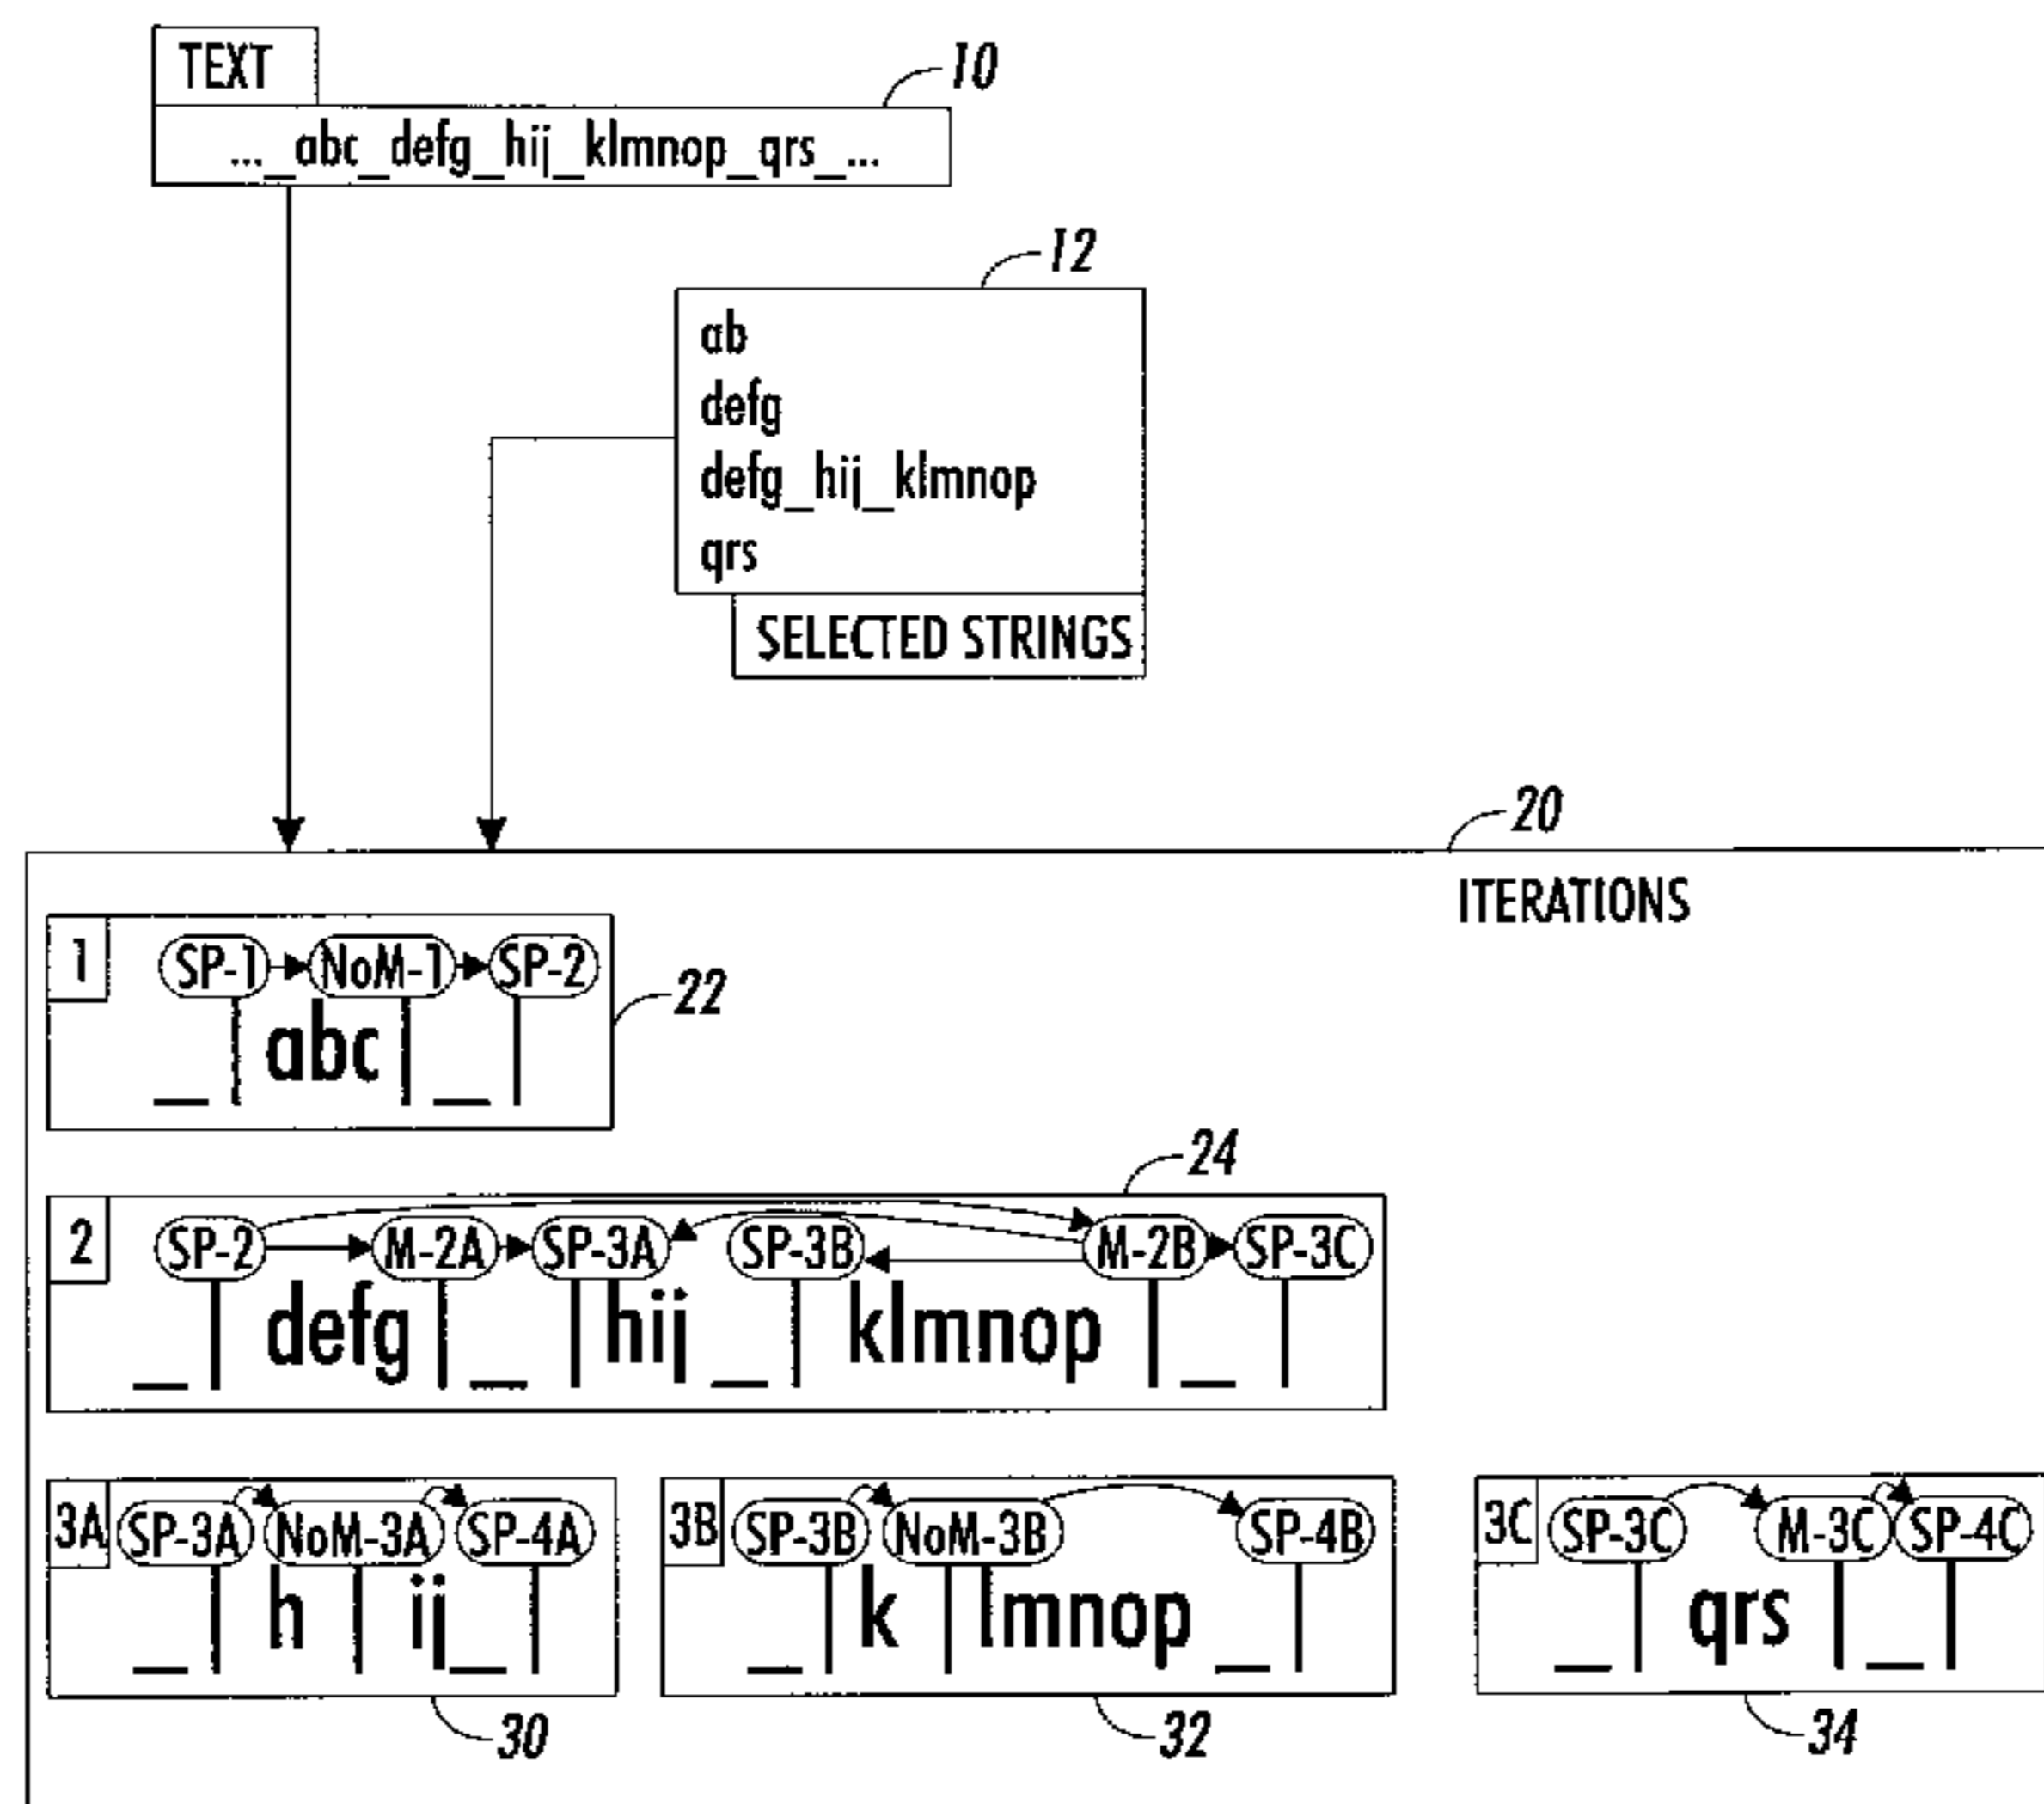 TEXT
10
..._abc_defg_hij_klmnop_qrs_...
12
ab
defg
defg_hij_klmnop
qrs
SELECTED STRINGS
20
ITERATIONS
1 SP-1 NoM-1 SP-2
22
_ abc _
24
2 SP-2 M-2A SP-3A SP-3B M-2B SP-3C
_ defg _ hij _ klmnop _
3A SP-3A NoM-3A SP-4A
_ h ij_
30
3B SP-3B NoM-3B SP-4B
_ k lmnop _
32
3C SP-3C M-3C SP-4C
_ qrs _
34